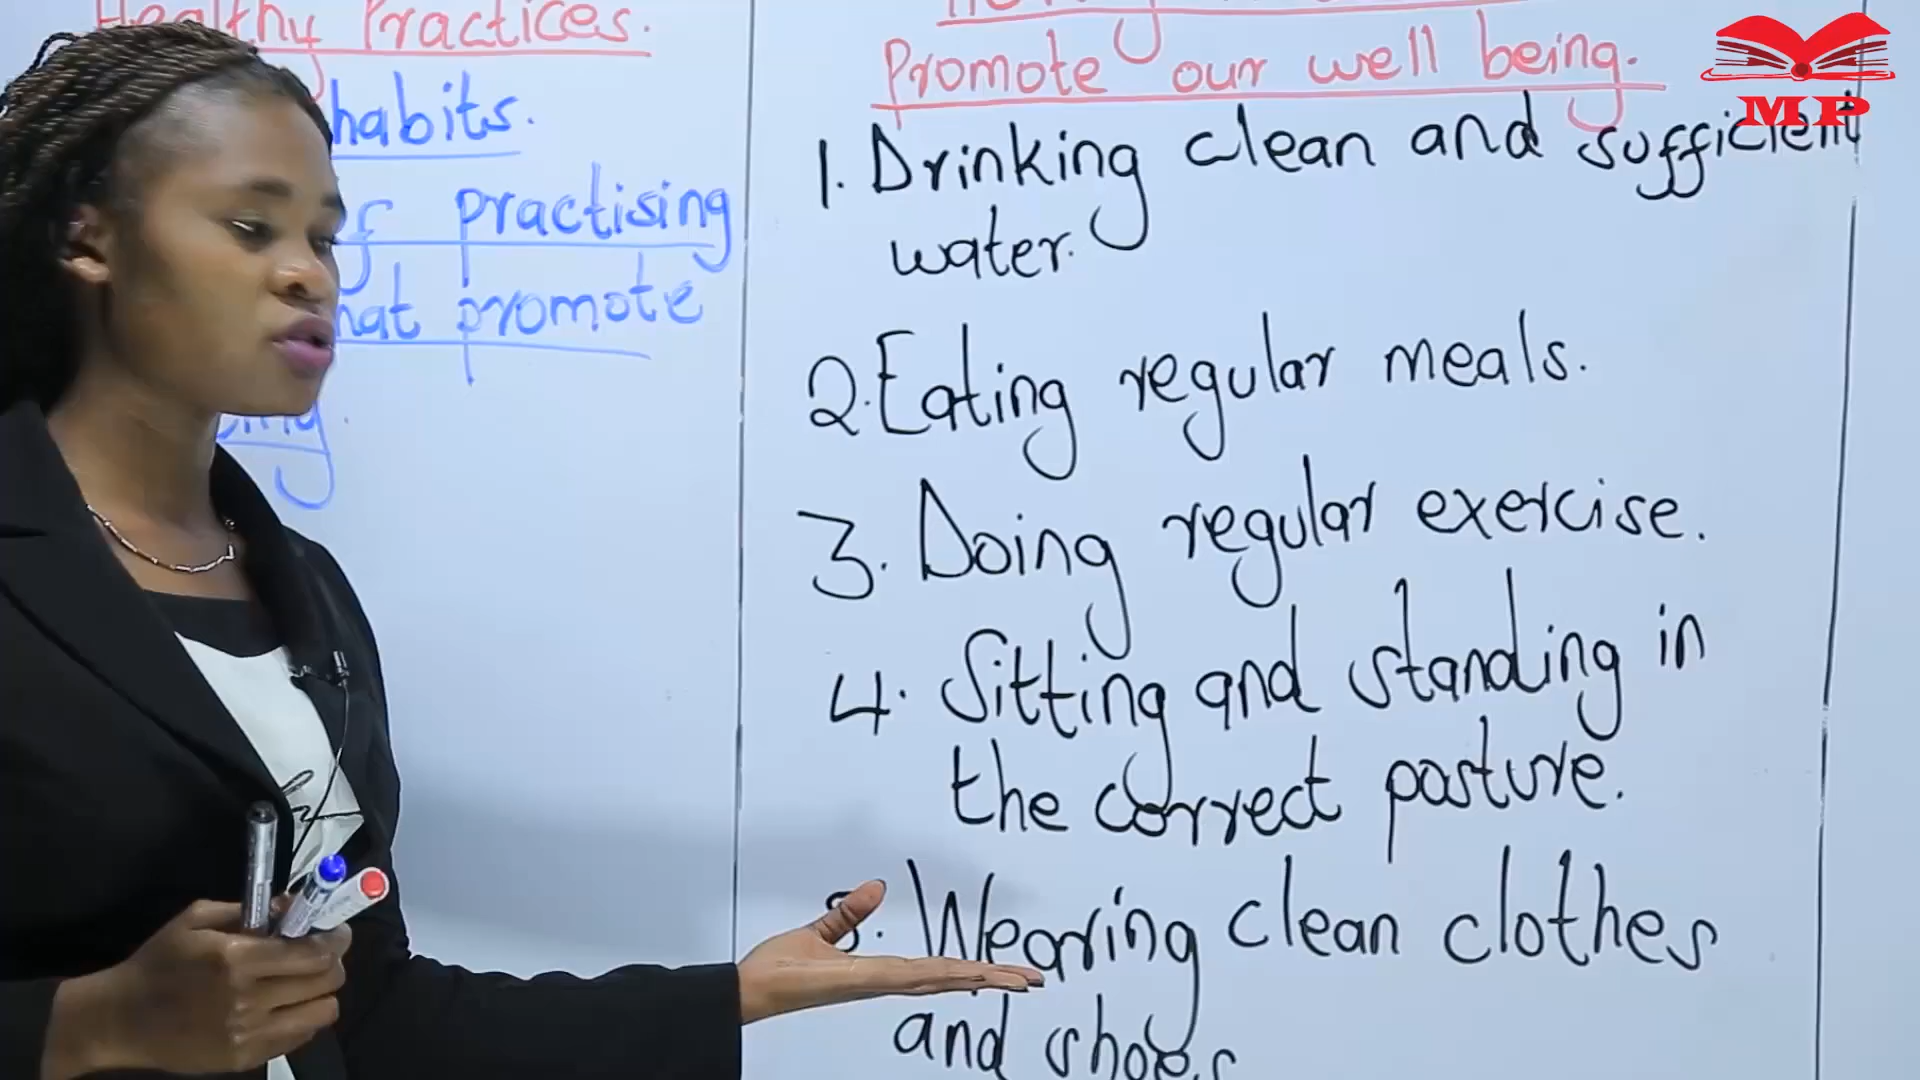 Healthy Practices.
habits.
practising
promote
Promote our well being.
1. Drinking clean and sufficient
water.
2. Eating regular meals.
3. Doing regular exercise.
4. Sitting and standing in
the correct posture.
5. Wearing clean clothes
and shoes
MP